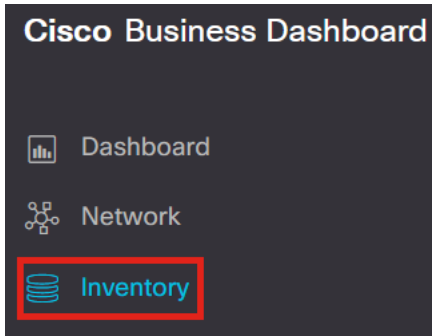 Cisco Business Dashboard
Dashboard
Network
Inventory